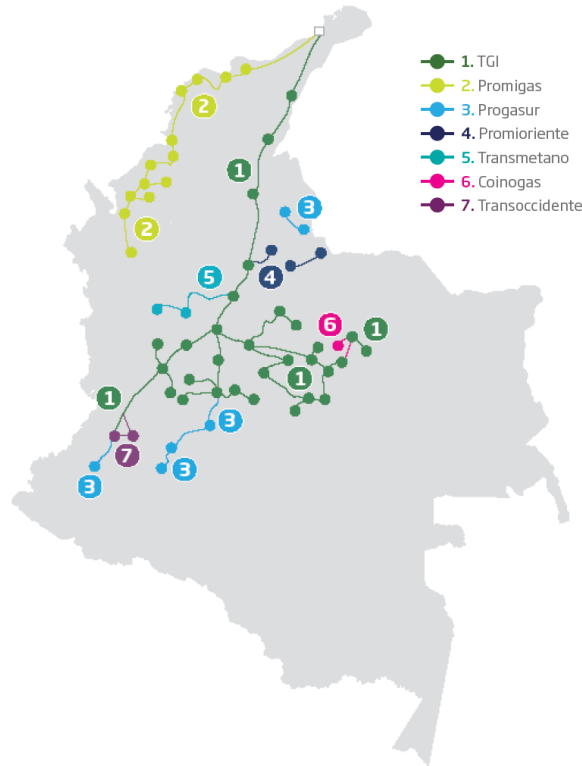 1. TGI
2. Promigas
3. Progasur
4. Promioriente
5. Transmetano
6. Coinogas
7. Transoccidente
2
1
3
2
4
5
6
1
1
1
3
7
3
3